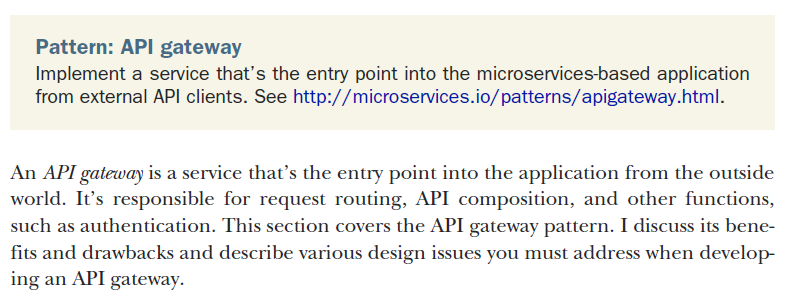 Pattern: API gateway
Implement a service that's the entry point into the microservices-based application
from external API clients. See http://microservices.io/patterns/apigateway.html.
An API gateway is a service that's the entry point into the application from the outside
world. It's responsible for request routing, API composition, and other functions,
such as authentication. This section covers the API gateway pattern. I discuss its bene-
fits and drawbacks and describe various design issues you must address when develop-
ing an API gateway.